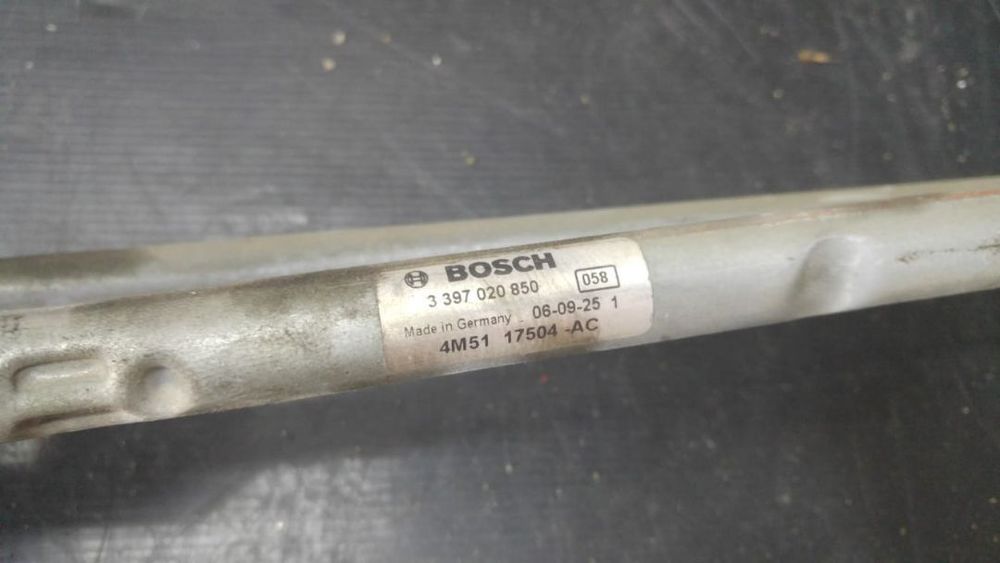 BOSCH
3 397 020 850 058
Made in Germany 06-09-25 1
4M51 17504 -AC